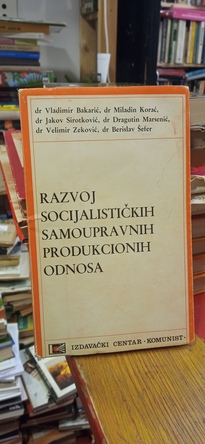 dr Vladimir Bakarić, dr Miladin Korać,
dr Jakov Sirotković, dr Dragutin Marsenić,
dr Velimir Zeković, dr Berislav Šefer
RAZVOJ
SOCIJALISTIČKIH
SAMOUPRAVNIH
PRODUKCIONIH
ODNOSA
IZDAVAČKI CENTAR ·KOMUNIST·